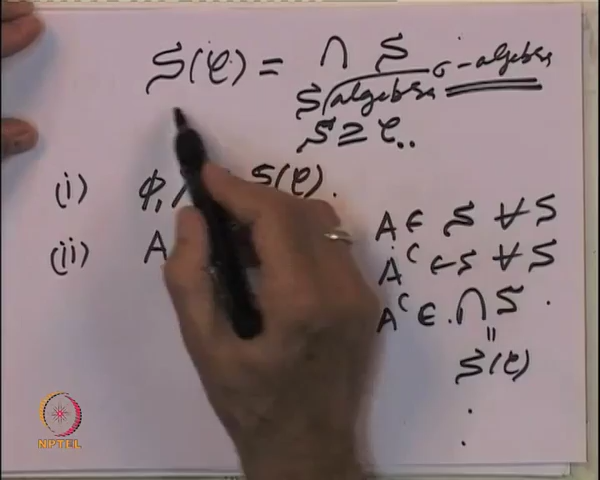 S(C) = ∩ S
S algebra σ-algebra
S ⊇ C
(i) φ, S(C).
(ii) A
A ∈ S ∀ S
A^C ∈ S ∀ S
A^C ∈ ∩ S.
=
S(C)
NPTEL